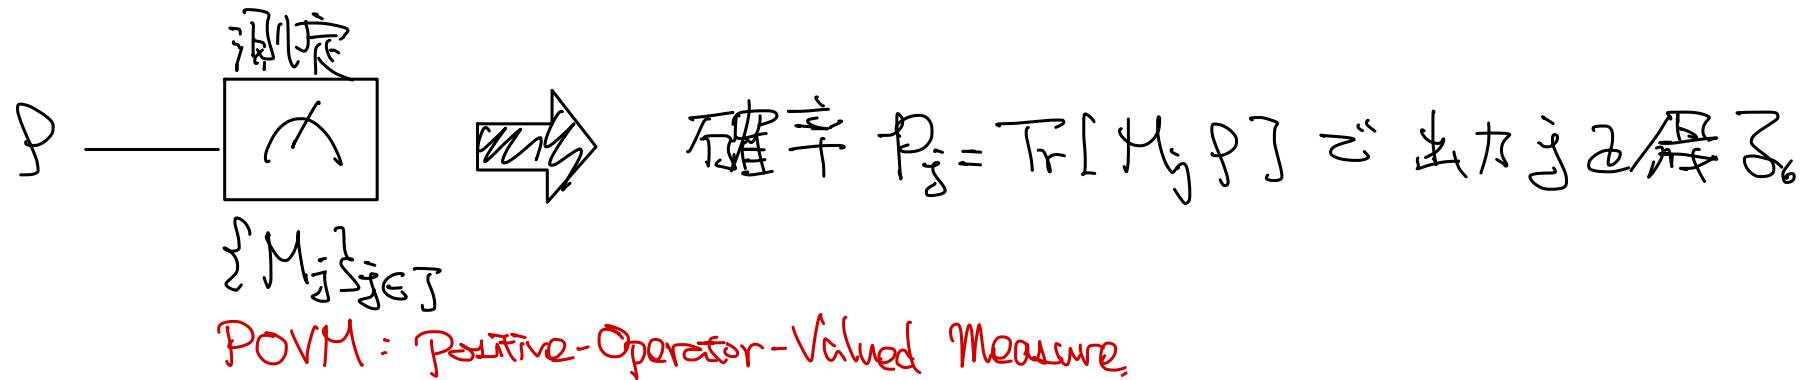 測定
ρ
確率 P_j = Tr[M_j ρ] で 出力 j を得る。
{M_j}_{j∈J}
POVM: Positive-Operator-Valued Measure.